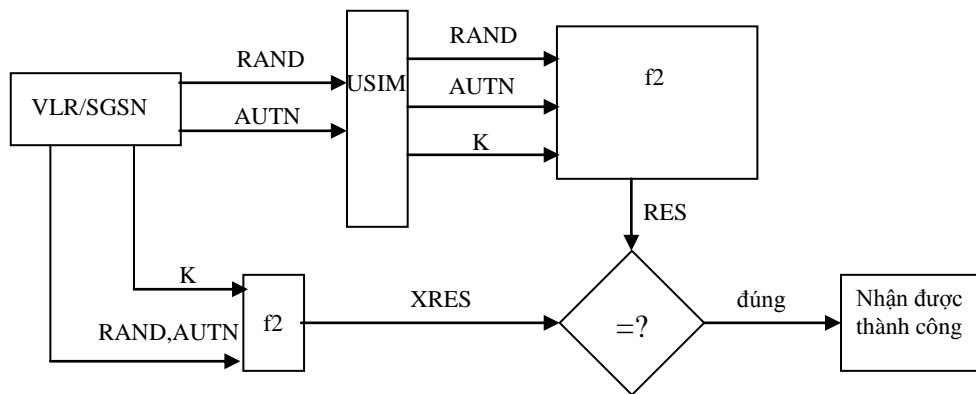 RAND
RAND
f2
USIM
VLR/SGSN
AUTN
AUTN
K
RES
K
XRES
đúng
Nhận được
thành công
f2
=?
RAND,AUTN